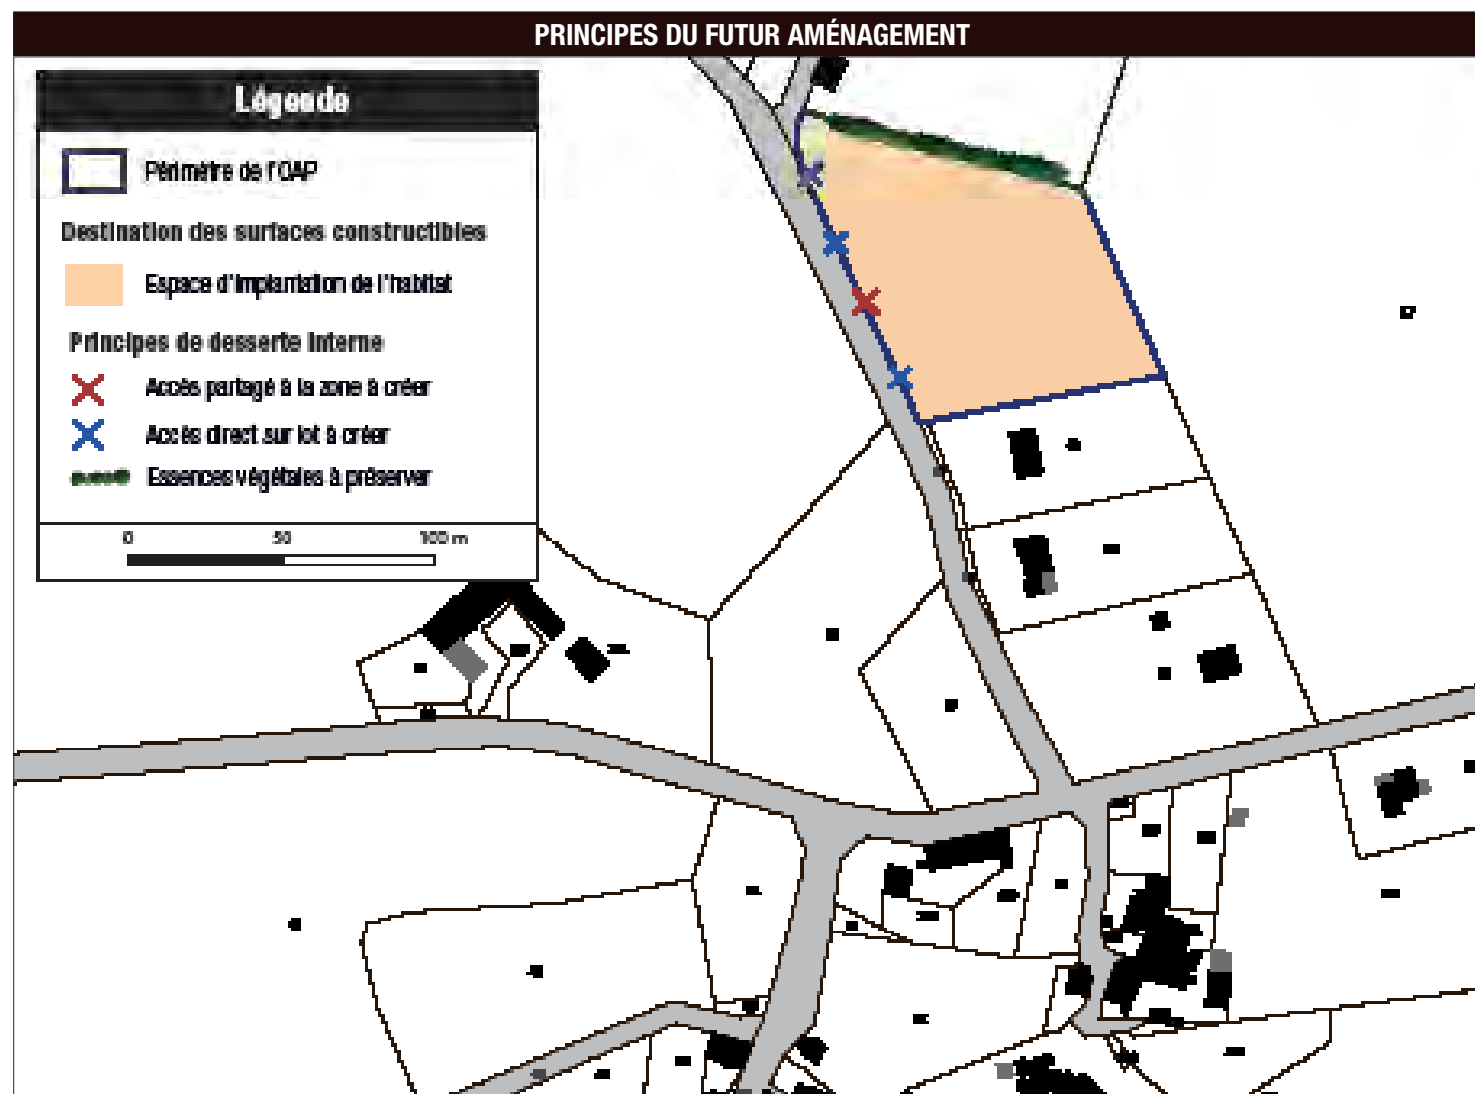 PRINCIPES DU FUTUR AMÉNAGEMENT
Légende
Périmètre de l'OAP
Destination des surfaces constructibles
Espace d'implantation de l'habitat
Principes de desserte interne
Accès partagé à la zone à créer
Accès direct sur lot à créer
Essences végétales à préserver
0 50 100 m